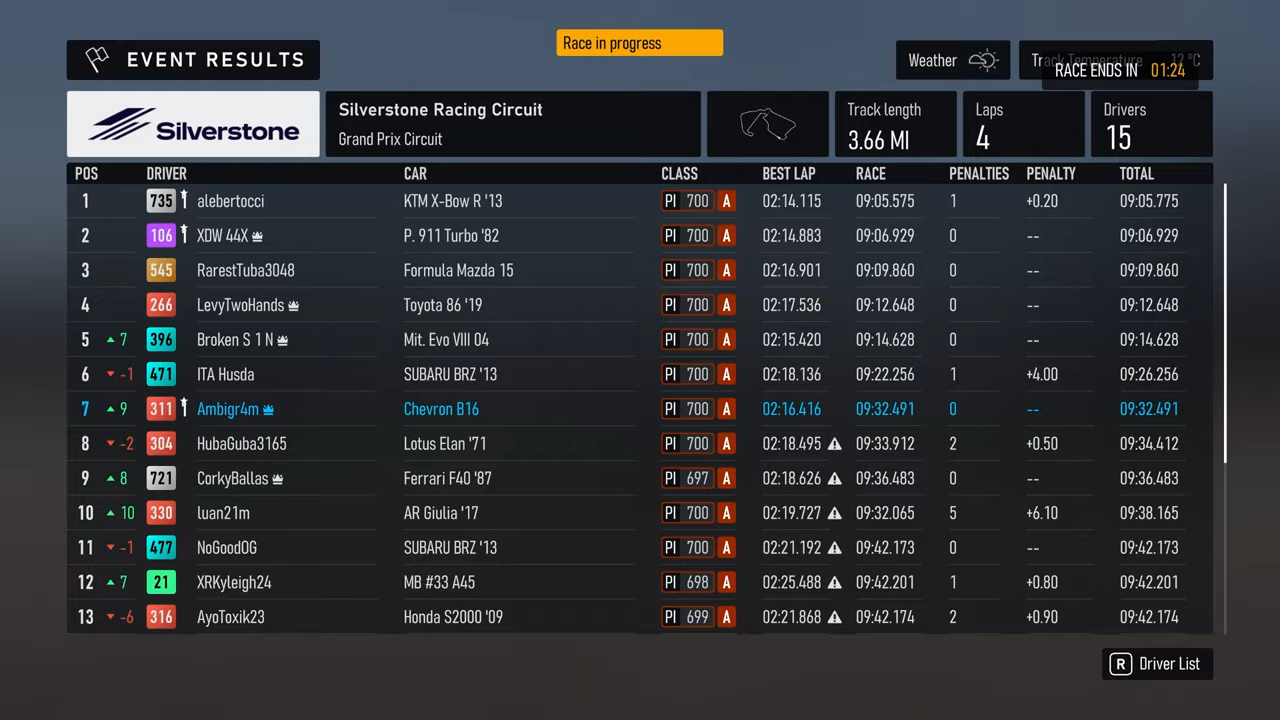 Race in progress
EVENT RESULTS
Weather
Track Temperature 12 °C
RACE ENDS IN 01:24
Silverstone
Silverstone Racing Circuit
Grand Prix Circuit
Track length
3.66 MI
Laps
4
Drivers
15
POS DRIVER CAR CLASS BEST LAP RACE PENALTIES PENALTY TOTAL
1 735 alebertocci KTM X-Bow R '13 PI 700 A 02:14.115 09:05.575 1 +0.20 09:05.775
2 106 XDW 44X P. 911 Turbo '82 PI 700 A 02:14.883 09:06.929 0 -- 09:06.929
3 545 RarestTuba3048 Formula Mazda 15 PI 700 A 02:16.901 09:09.860 0 -- 09:09.860
4 266 LevyTwoHands Toyota 86 '19 PI 700 A 02:17.536 09:12.648 0 -- 09:12.648
5 7 396 Broken S 1 N Mit. Evo VIII 04 PI 700 A 02:15.420 09:14.628 0 -- 09:14.628
6 -1 471 ITA Husda SUBARU BRZ '13 PI 700 A 02:18.136 09:22.256 1 +4.00 09:26.256
7 9 311 Ambigr4m Chevron B16 PI 700 A 02:16.416 09:32.491 0 -- 09:32.491
8 -2 304 HubaGuba3165 Lotus Elan '71 PI 700 A 02:18.495 09:33.912 2 +0.50 09:34.412
9 8 721 CorkyBallas Ferrari F40 '87 PI 697 A 02:18.626 09:36.483 0 -- 09:36.483
10 10 330 luan21m AR Giulia '17 PI 700 A 02:19.727 09:32.065 5 +6.10 09:38.165
11 -1 477 NoGoodOG SUBARU BRZ '13 PI 700 A 02:21.192 09:42.173 0 -- 09:42.173
12 7 21 XRKyleigh24 MB #33 A45 PI 698 A 02:25.488 09:42.201 1 +0.80 09:42.201
13 -6 316 AyoToxik23 Honda S2000 '09 PI 699 A 02:21.868 09:42.174 2 +0.90 09:42.174
R Driver List